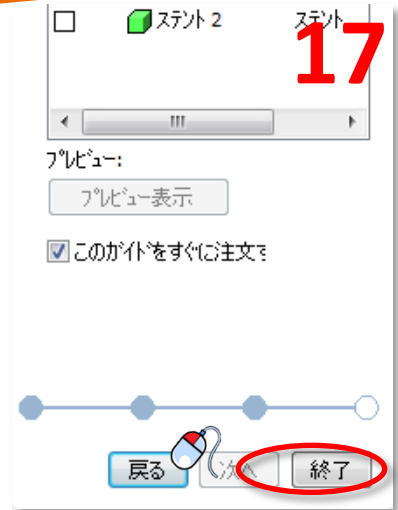 ステント 2 ステント
17
プレビュー:
プレビュー表示
このガイドをすぐに注文す
戻る 次へ 終了